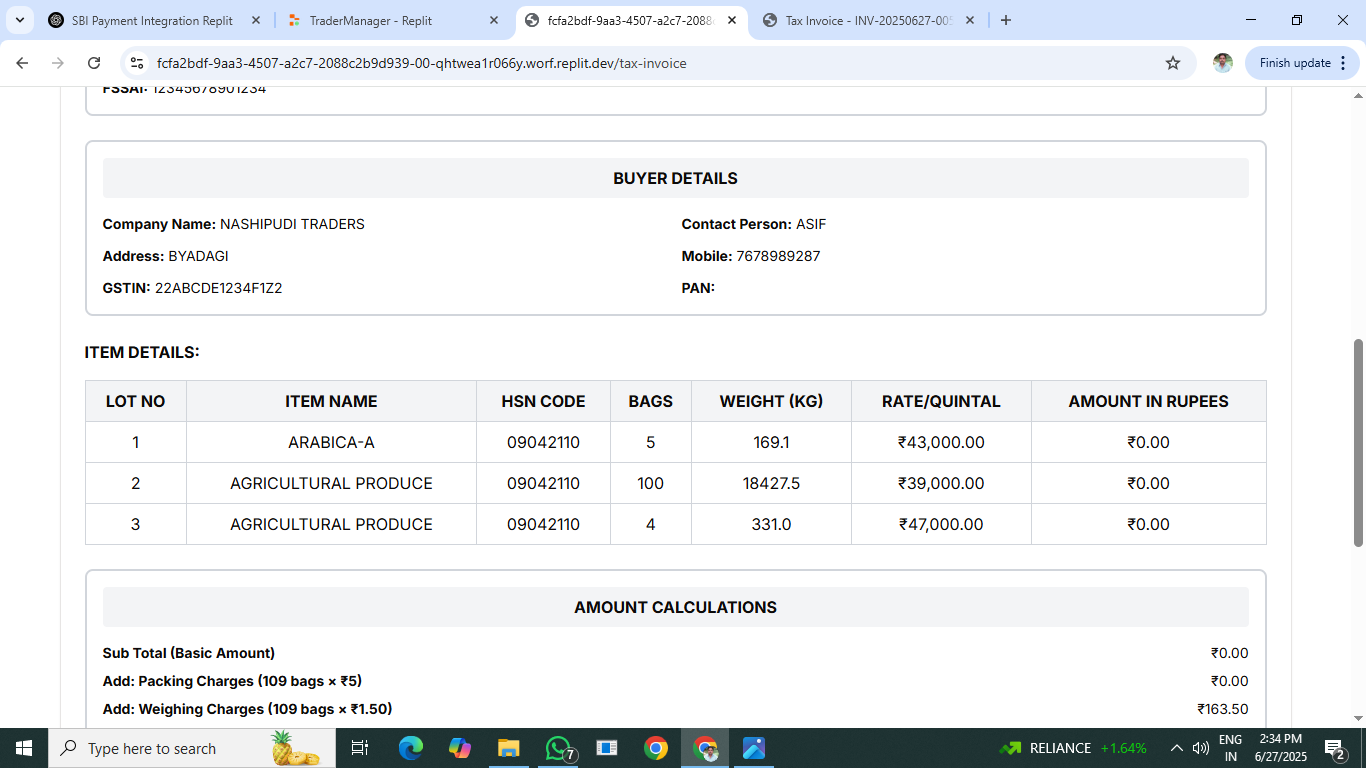 SBI Payment Integration Replit
TraderManager - Replit
fcfa2bdf-9aa3-4507-a2c7-2088
Tax Invoice - INV-20250627-005
fcfa2bdf-9aa3-4507-a2c7-2088c2b9d939-00-qhtwea1r066y.worf.replit.dev/tax-invoice
Finish update
FSSAI: 12345678901234
BUYER DETAILS
Company Name: NASHIPUDI TRADERS
Contact Person: ASIF
Address: BYADAGI
Mobile: 7678989287
GSTIN: 22ABCDE1234F1Z2
PAN:
ITEM DETAILS:
LOT NO ITEM NAME HSN CODE BAGS WEIGHT (KG) RATE/QUINTAL AMOUNT IN RUPEES
1 ARABICA-A 09042110 5 169.1 ₹43,000.00 ₹0.00
2 AGRICULTURAL PRODUCE 09042110 100 18427.5 ₹39,000.00 ₹0.00
3 AGRICULTURAL PRODUCE 09042110 4 331.0 ₹47,000.00 ₹0.00
AMOUNT CALCULATIONS
Sub Total (Basic Amount) ₹0.00
Add: Packing Charges (109 bags × ₹5) ₹0.00
Add: Weighing Charges (109 bags × ₹1.50) ₹163.50
Type here to search
7
RELIANCE +1.64%
ENG
IN
2:34 PM
6/27/2025
2